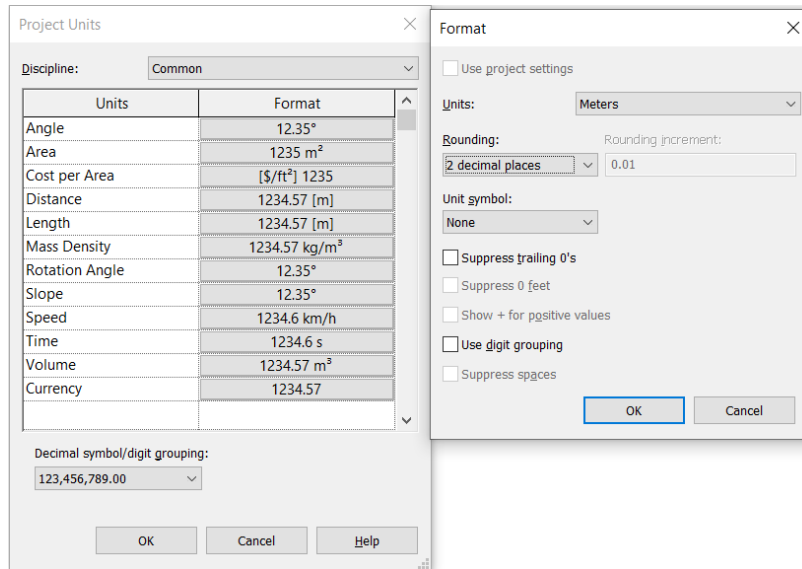 Project Units
Discipline: Common
Units Format
Angle 12.35°
Area 1235 m²
Cost per Area [$/ft²] 1235
Distance 1234.57 [m]
Length 1234.57 [m]
Mass Density 1234.57 kg/m³
Rotation Angle 12.35°
Slope 12.35°
Speed 1234.6 km/h
Time 1234.6 s
Volume 1234.57 m³
Currency 1234.57
Decimal symbol/digit grouping:
123,456,789.00
OK Cancel Help
Format
Use project settings
Units: Meters
Rounding: Rounding increment:
2 decimal places 0.01
Unit symbol:
None
Suppress trailing 0's
Suppress 0 feet
Show + for positive values
Use digit grouping
Suppress spaces
OK Cancel